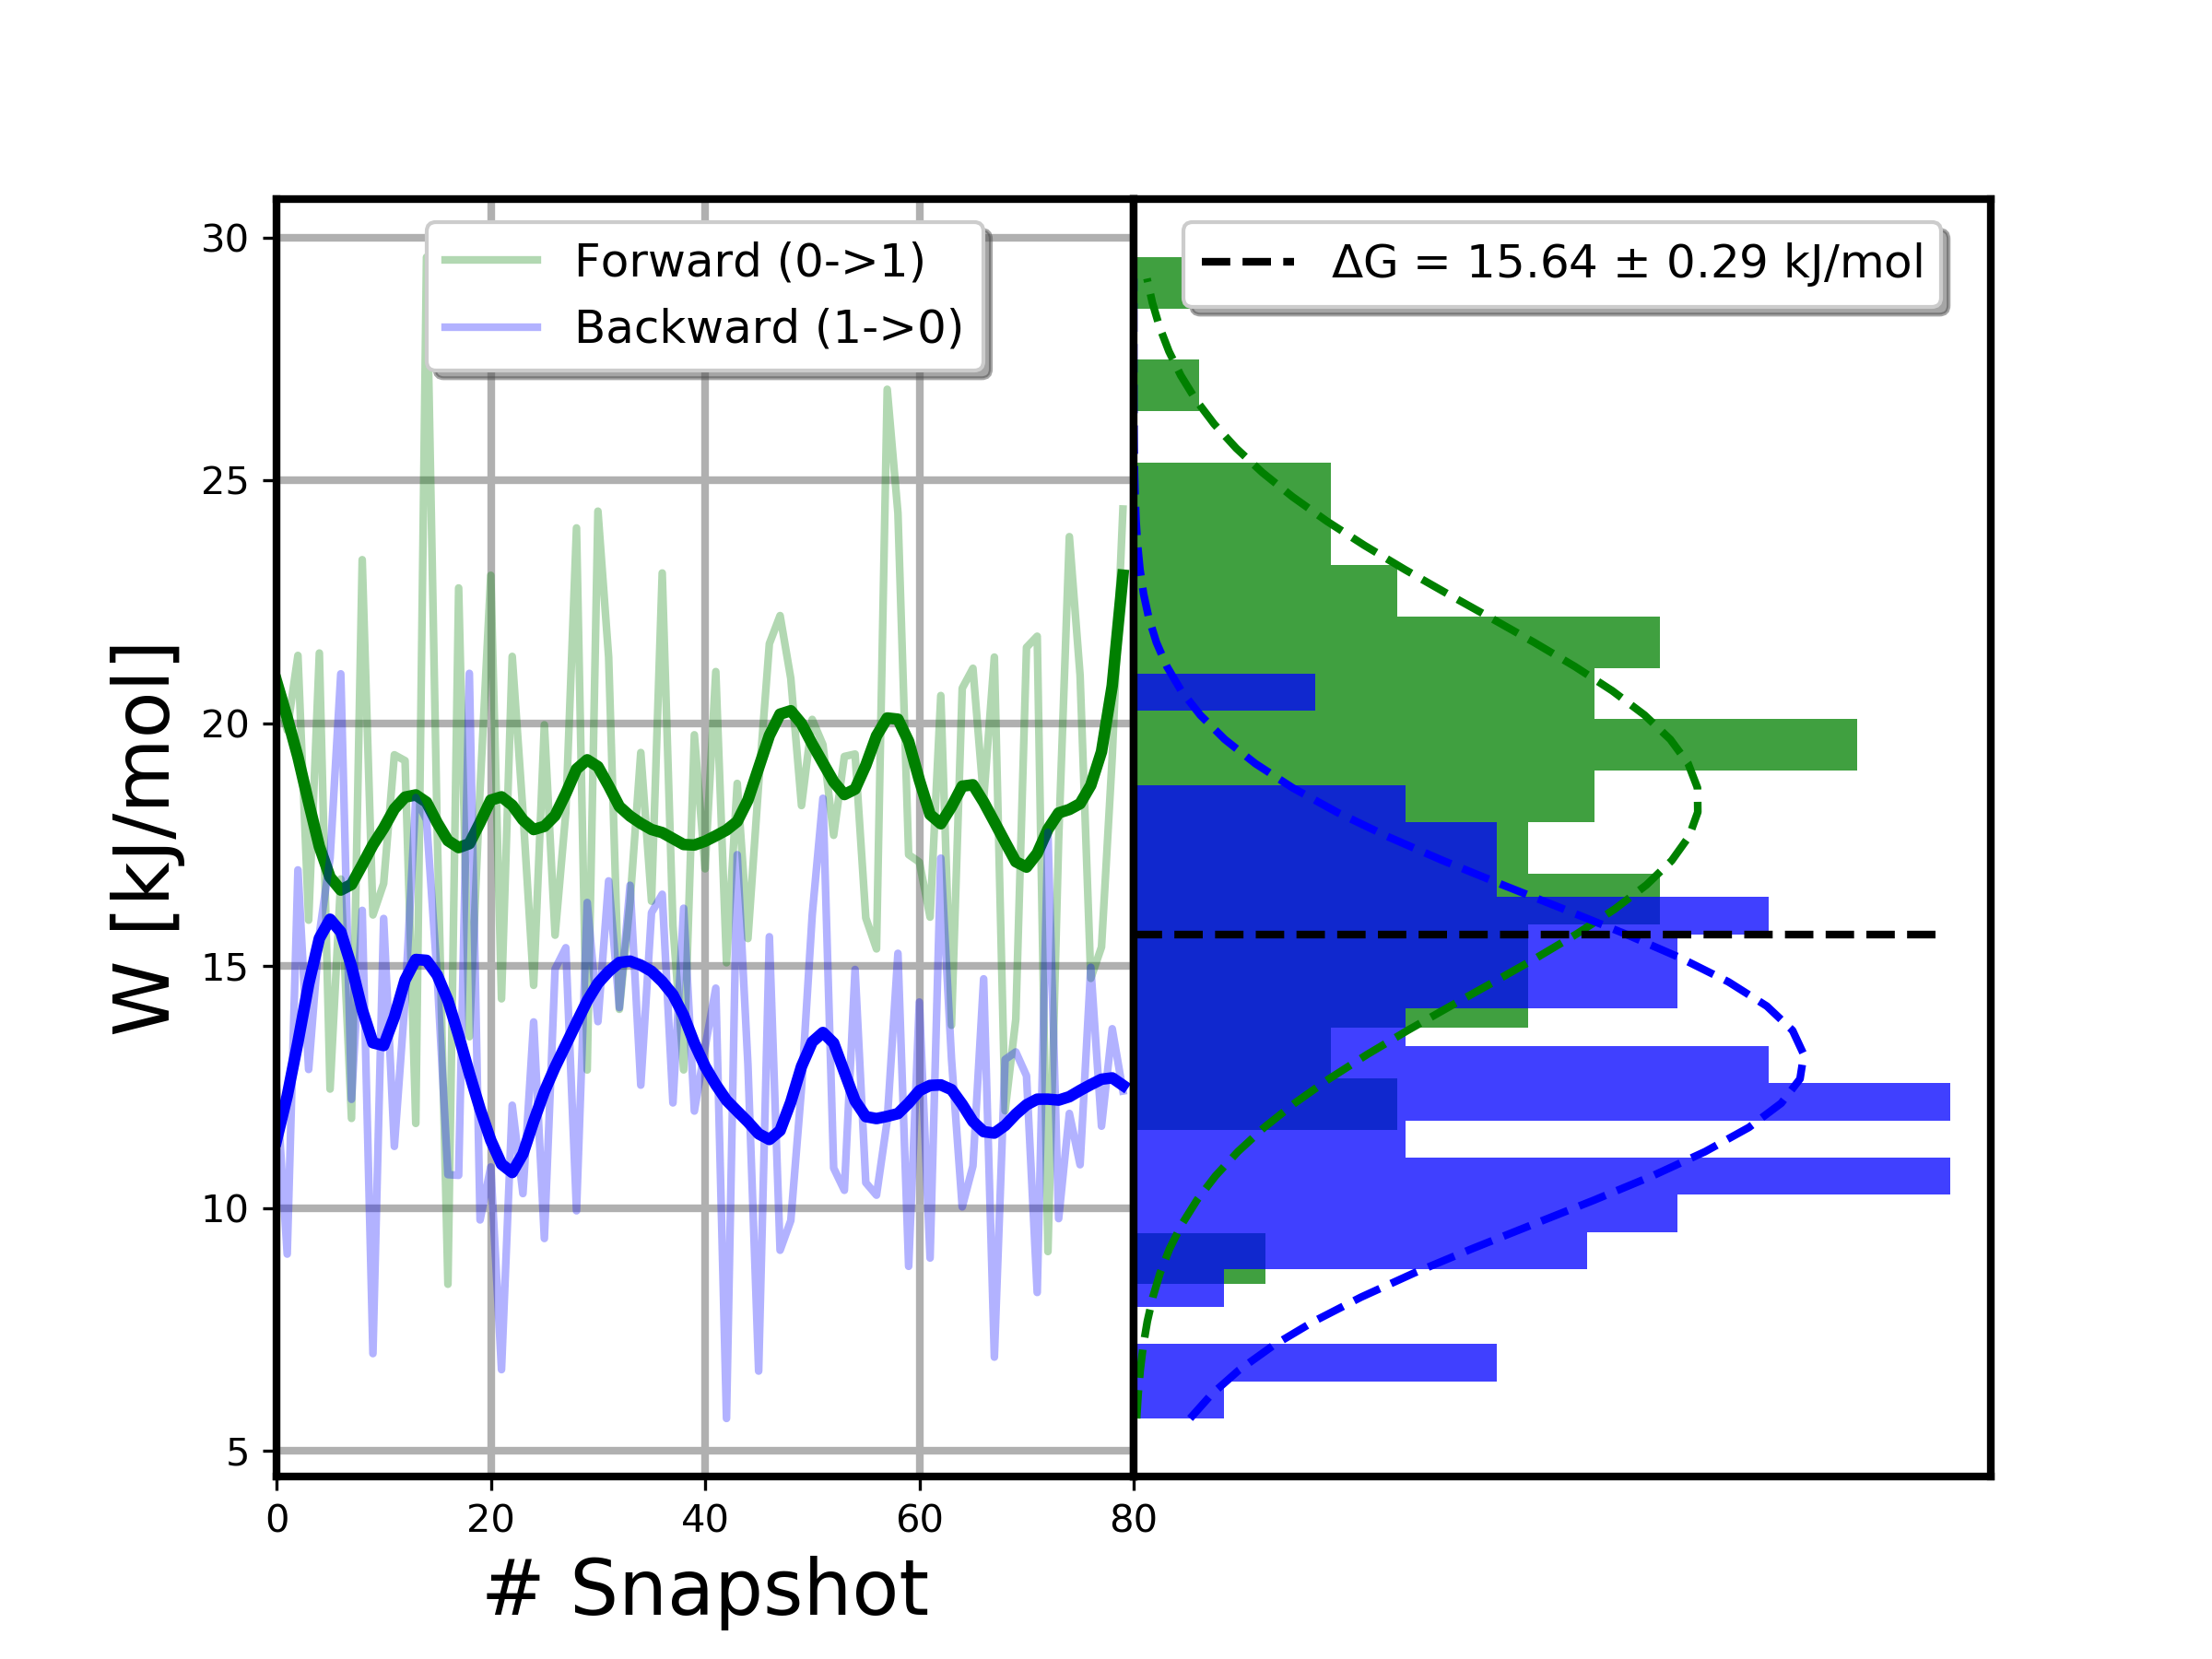 Forward (0->1)
Backward (1->0)
ΔG = 15.64 ± 0.29 kJ/mol
30
25
20
15
10
5
W [kJ/mol]
0 20 40 60 80
# Snapshot